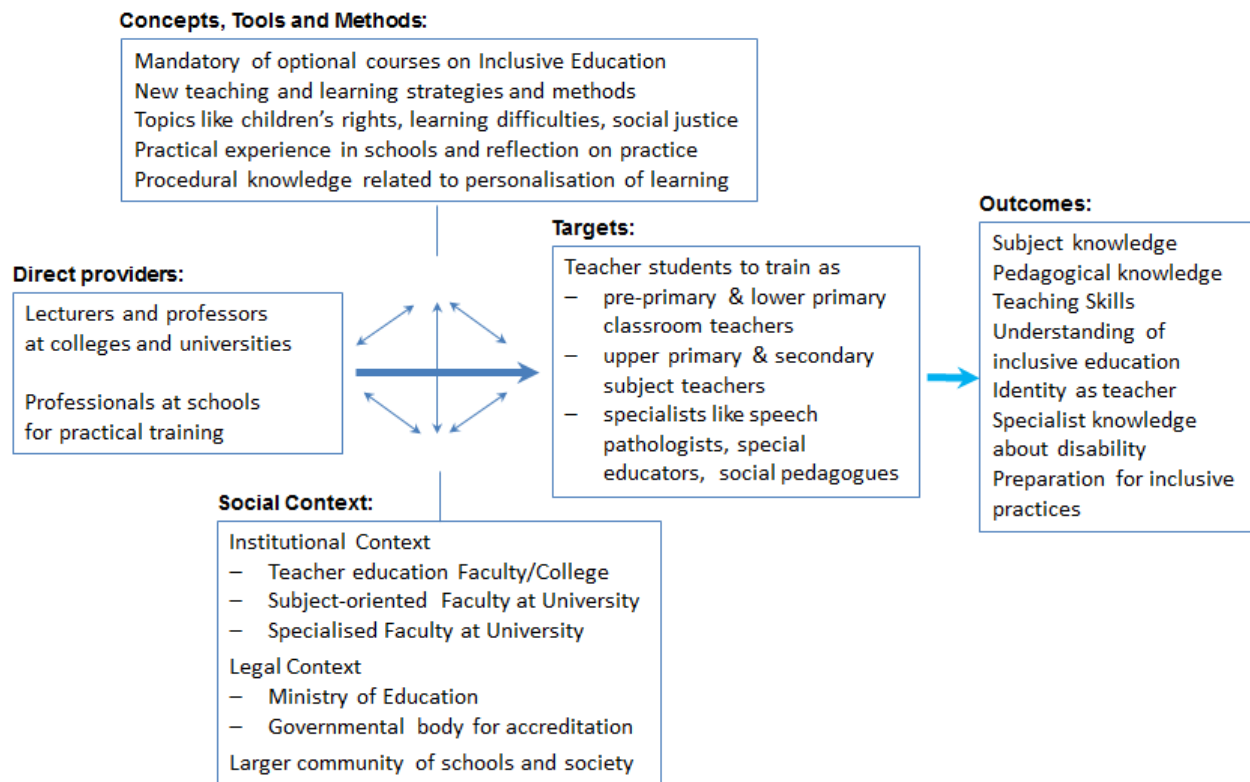 Concepts, Tools and Methods:
Mandatory of optional courses on Inclusive Education
New teaching and learning strategies and methods
Topics like children's rights, learning difficulties, social justice
Practical experience in schools and reflection on practice
Procedural knowledge related to personalisation of learning
Direct providers:
Lecturers and professors
at colleges and universities
Professionals at schools
for practical training
Targets:
Teacher students to train as
– pre-primary & lower primary
classroom teachers
– upper primary & secondary
subject teachers
– specialists like speech
pathologists, special
educators, social pedagogues
Outcomes:
Subject knowledge
Pedagogical knowledge
Teaching Skills
Understanding of
inclusive education
Identity as teacher
Specialist knowledge
about disability
Preparation for inclusive
practices
Social Context:
Institutional Context
– Teacher education Faculty/College
– Subject-oriented Faculty at University
– Specialised Faculty at University
Legal Context
– Ministry of Education
– Governmental body for accreditation
Larger community of schools and society